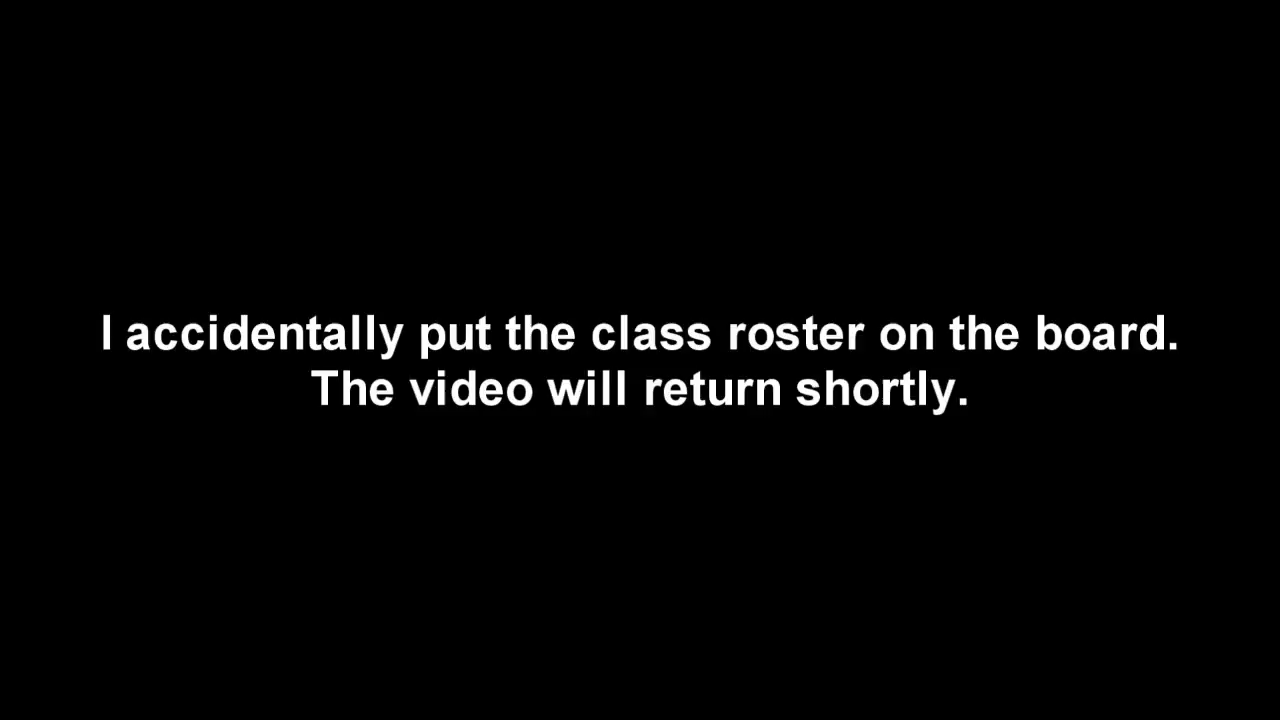 I accidentally put the class roster on the board.
The video will return shortly.